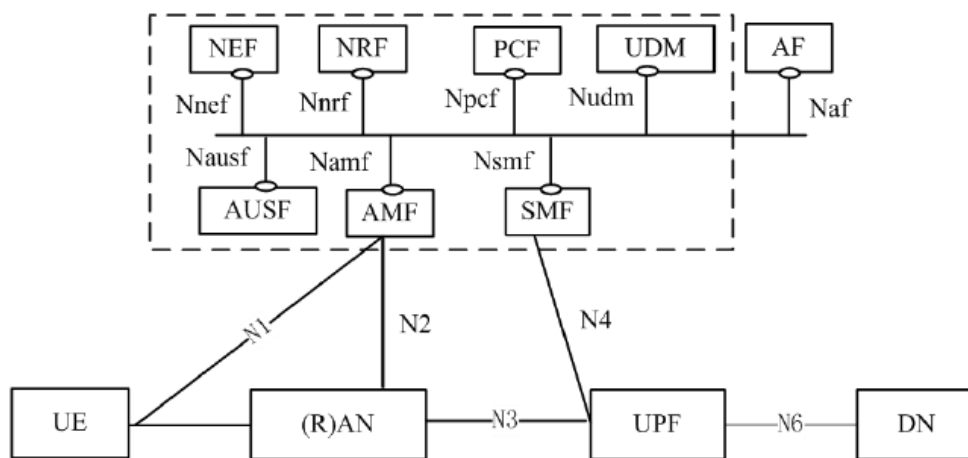 NEF NRF PCF UDM AF
Nnef Nnrf Npcf Nudm Naf
Nausf Namf Nsmf
AUSF AMF SMF
N1 N2 N4
UE (R)AN N3 UPF N6 DN